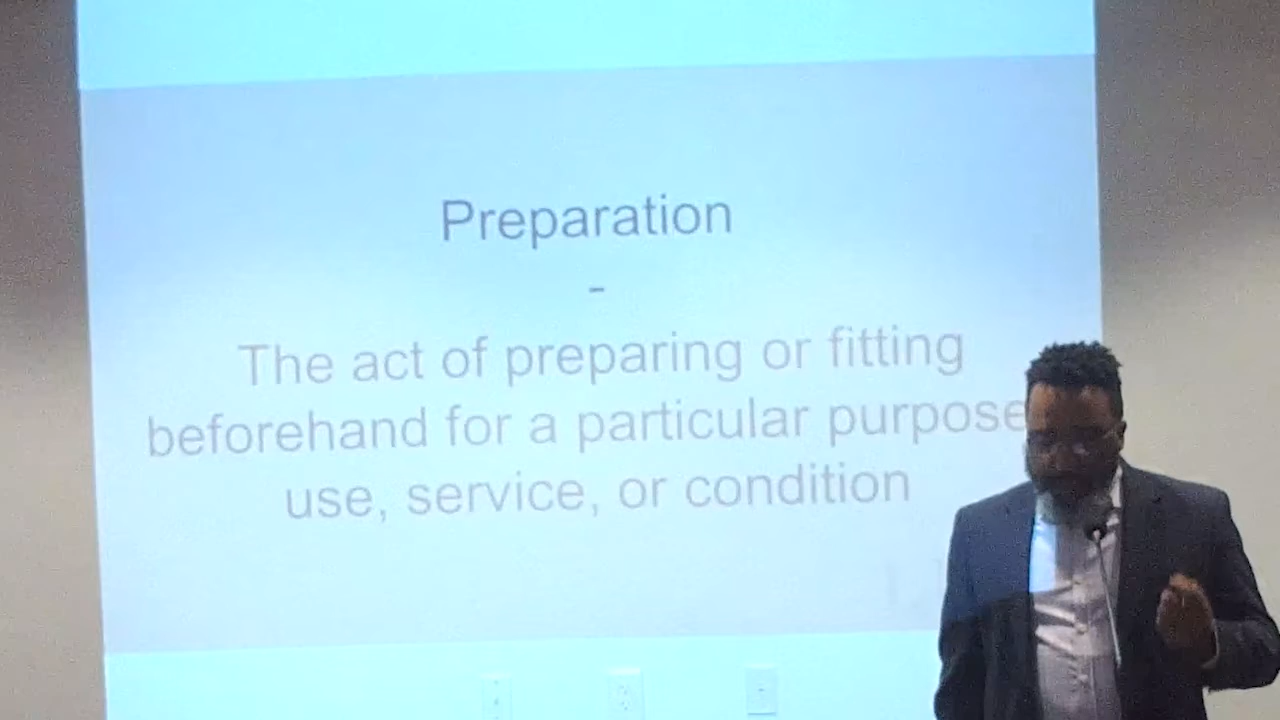 Preparation
-
The act of preparing or fitting
beforehand for a particular purpose
use, service, or condition